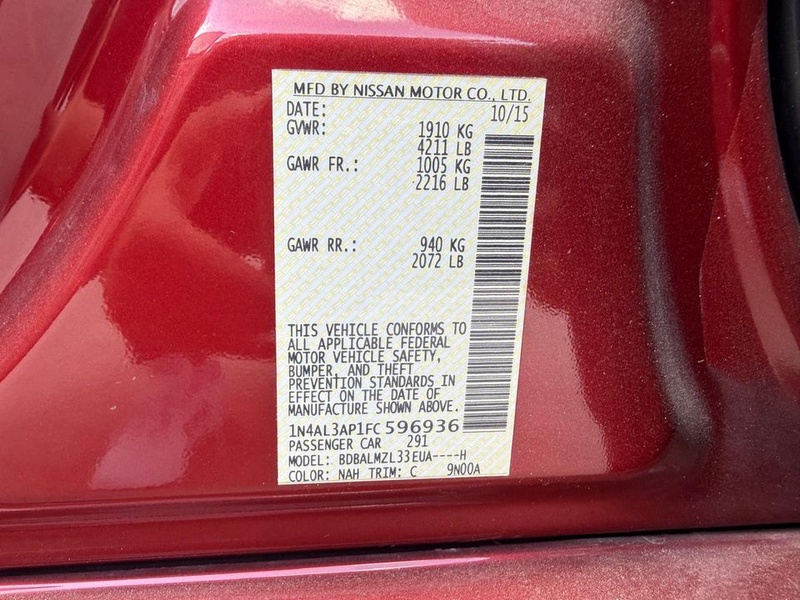 MFD BY NISSAN MOTOR CO., LTD.
DATE: 10/15
GVWR: 1910 KG
4211 LB
GAWR FR.: 1005 KG
2216 LB
GAWR RR.: 940 KG
2072 LB
THIS VEHICLE CONFORMS TO
ALL APPLICABLE FEDERAL
MOTOR VEHICLE SAFETY,
BUMPER, AND THEFT
PREVENTION STANDARDS IN
EFFECT ON THE DATE OF
MANUFACTURE SHOWN ABOVE.
1N4AL3AP1FC596936
PASSENGER CAR 291
MODEL: BDBALMZL33EUA----H
COLOR: NAH TRIM: C 9N00A